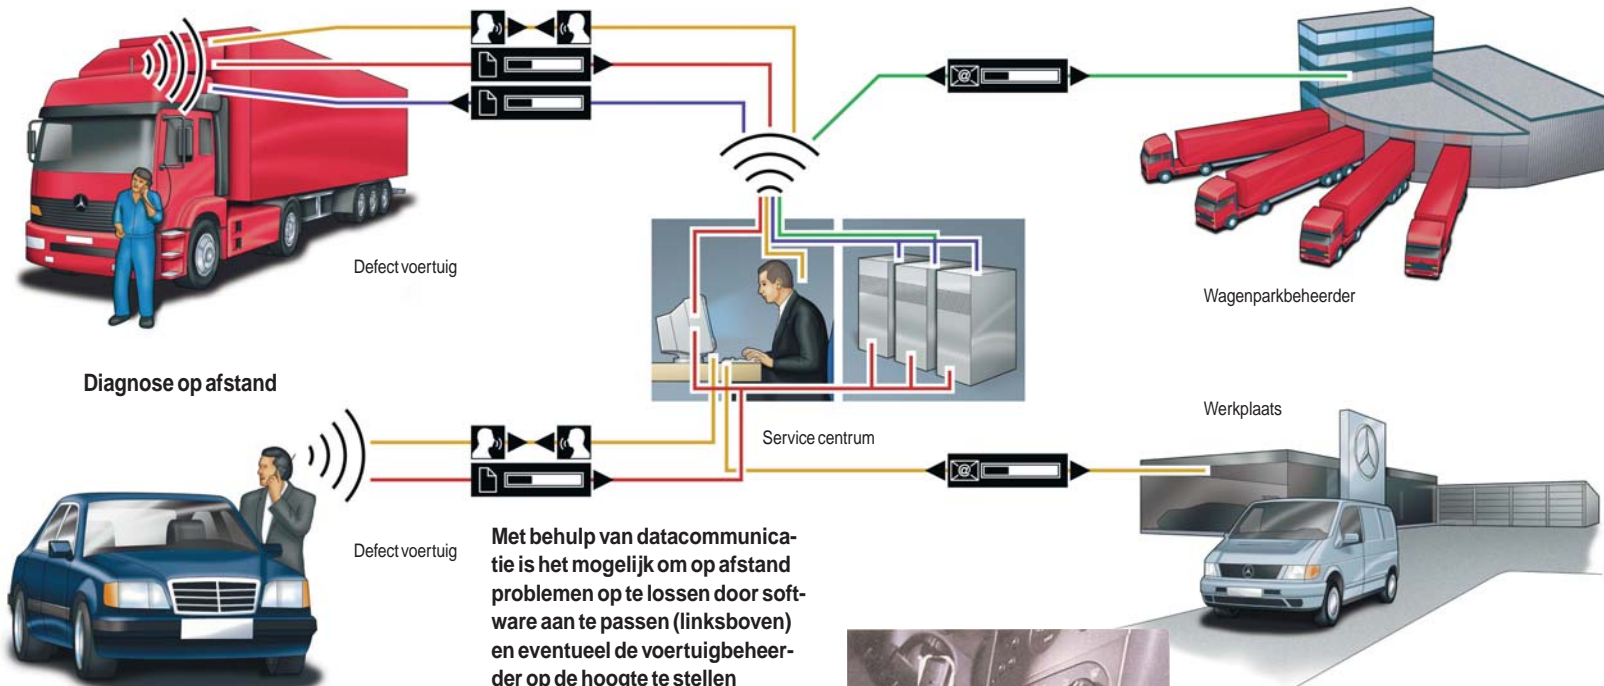 Defect voertuig
Wagenparkbeheerder
Diagnose op afstand
Werkplaats
Service centrum
Defect voertuig
Met behulp van datacommunica-
tie is het mogelijk om op afstand
problemen op te lossen door soft-
ware aan te passen (linksboven)
en eventueel de voertuigbeheer-
der op de hoogte te stellen
@
@